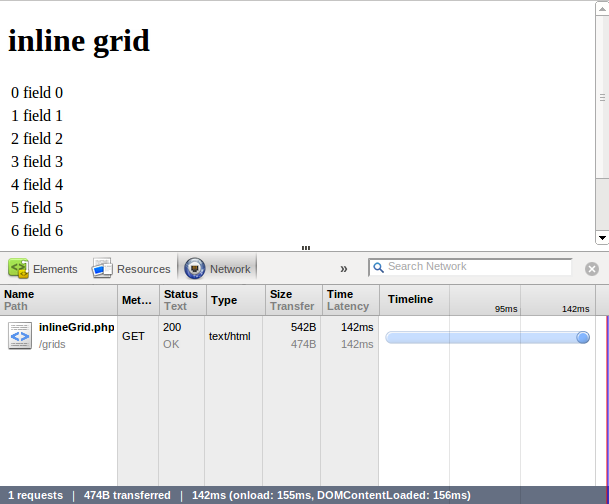 inline grid
0 field 0
1 field 1
2 field 2
3 field 3
4 field 4
5 field 5
6 field 6
Elements Resources Network » Search Network
Name Met... Status Type Size Time Timeline
Path Text Transfer Latency
95ms 142ms
inlineGrid.php GET 200 text/html 542B 142ms
/grids OK 474B 142ms
1 requests | 474B transferred | 142ms (onload: 155ms, DOMContentLoaded: 156ms)